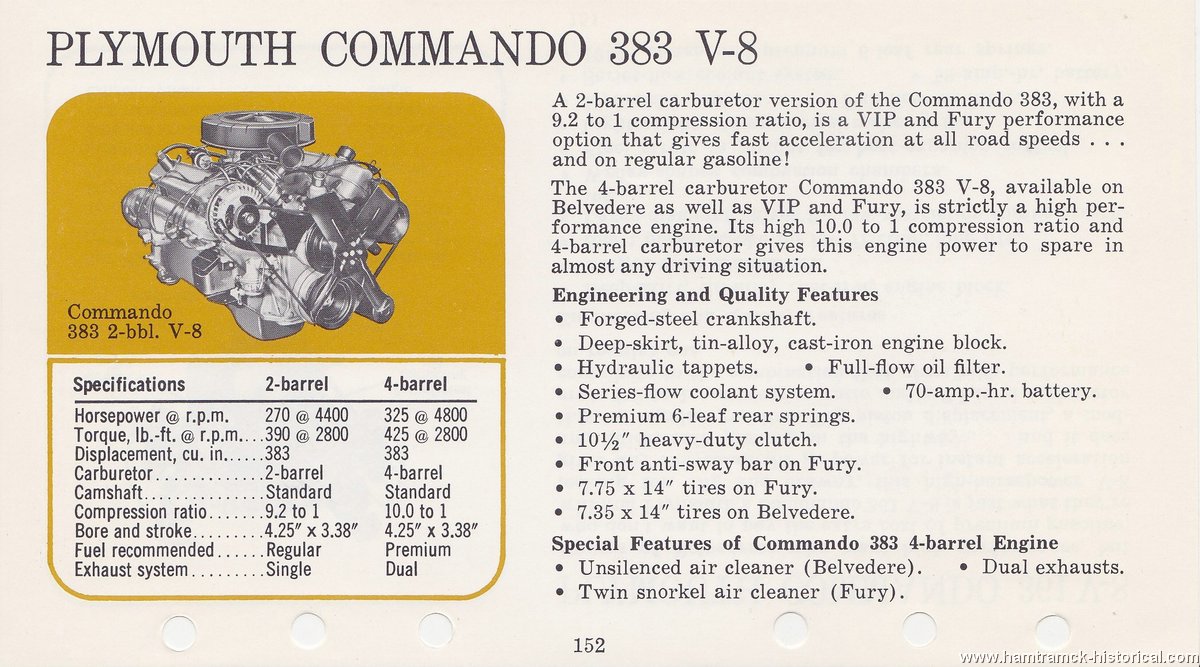 PLYMOUTH COMMANDO 383 V-8
Commando
383 2-bbl. V-8
Specifications 2-barrel 4-barrel
Horsepower @ r.p.m. 270 @ 4400 325 @ 4800
Torque, lb.-ft. @ r.p.m....390 @ 2800 425 @ 2800
Displacement, cu. in......383 383
Carburetor.............2-barrel 4-barrel
Camshaft..............Standard Standard
Compression ratio.......9.2 to 1 10.0 to 1
Bore and stroke.........4.25" x 3.38" 4.25" x 3.38"
Fuel recommended......Regular Premium
Exhaust system.........Single Dual
A 2-barrel carburetor version of the Commando 383, with a
9.2 to 1 compression ratio, is a VIP and Fury performance
option that gives fast acceleration at all road speeds . . .
and on regular gasoline!
The 4-barrel carburetor Commando 383 V-8, available on
Belvedere as well as VIP and Fury, is strictly a high per-
formance engine. Its high 10.0 to 1 compression ratio and
4-barrel carburetor gives this engine power to spare in
almost any driving situation.
Engineering and Quality Features
• Forged-steel crankshaft.
• Deep-skirt, tin-alloy, cast-iron engine block.
• Hydraulic tappets. • Full-flow oil filter.
• Series-flow coolant system. • 70-amp.-hr. battery.
• Premium 6-leaf rear springs.
• 10½" heavy-duty clutch.
• Front anti-sway bar on Fury.
• 7.75 x 14" tires on Fury.
• 7.35 x 14" tires on Belvedere.
Special Features of Commando 383 4-barrel Engine
• Unsilenced air cleaner (Belvedere). • Dual exhausts.
• Twin snorkel air cleaner (Fury).
152
www.hamtramck-historical.com